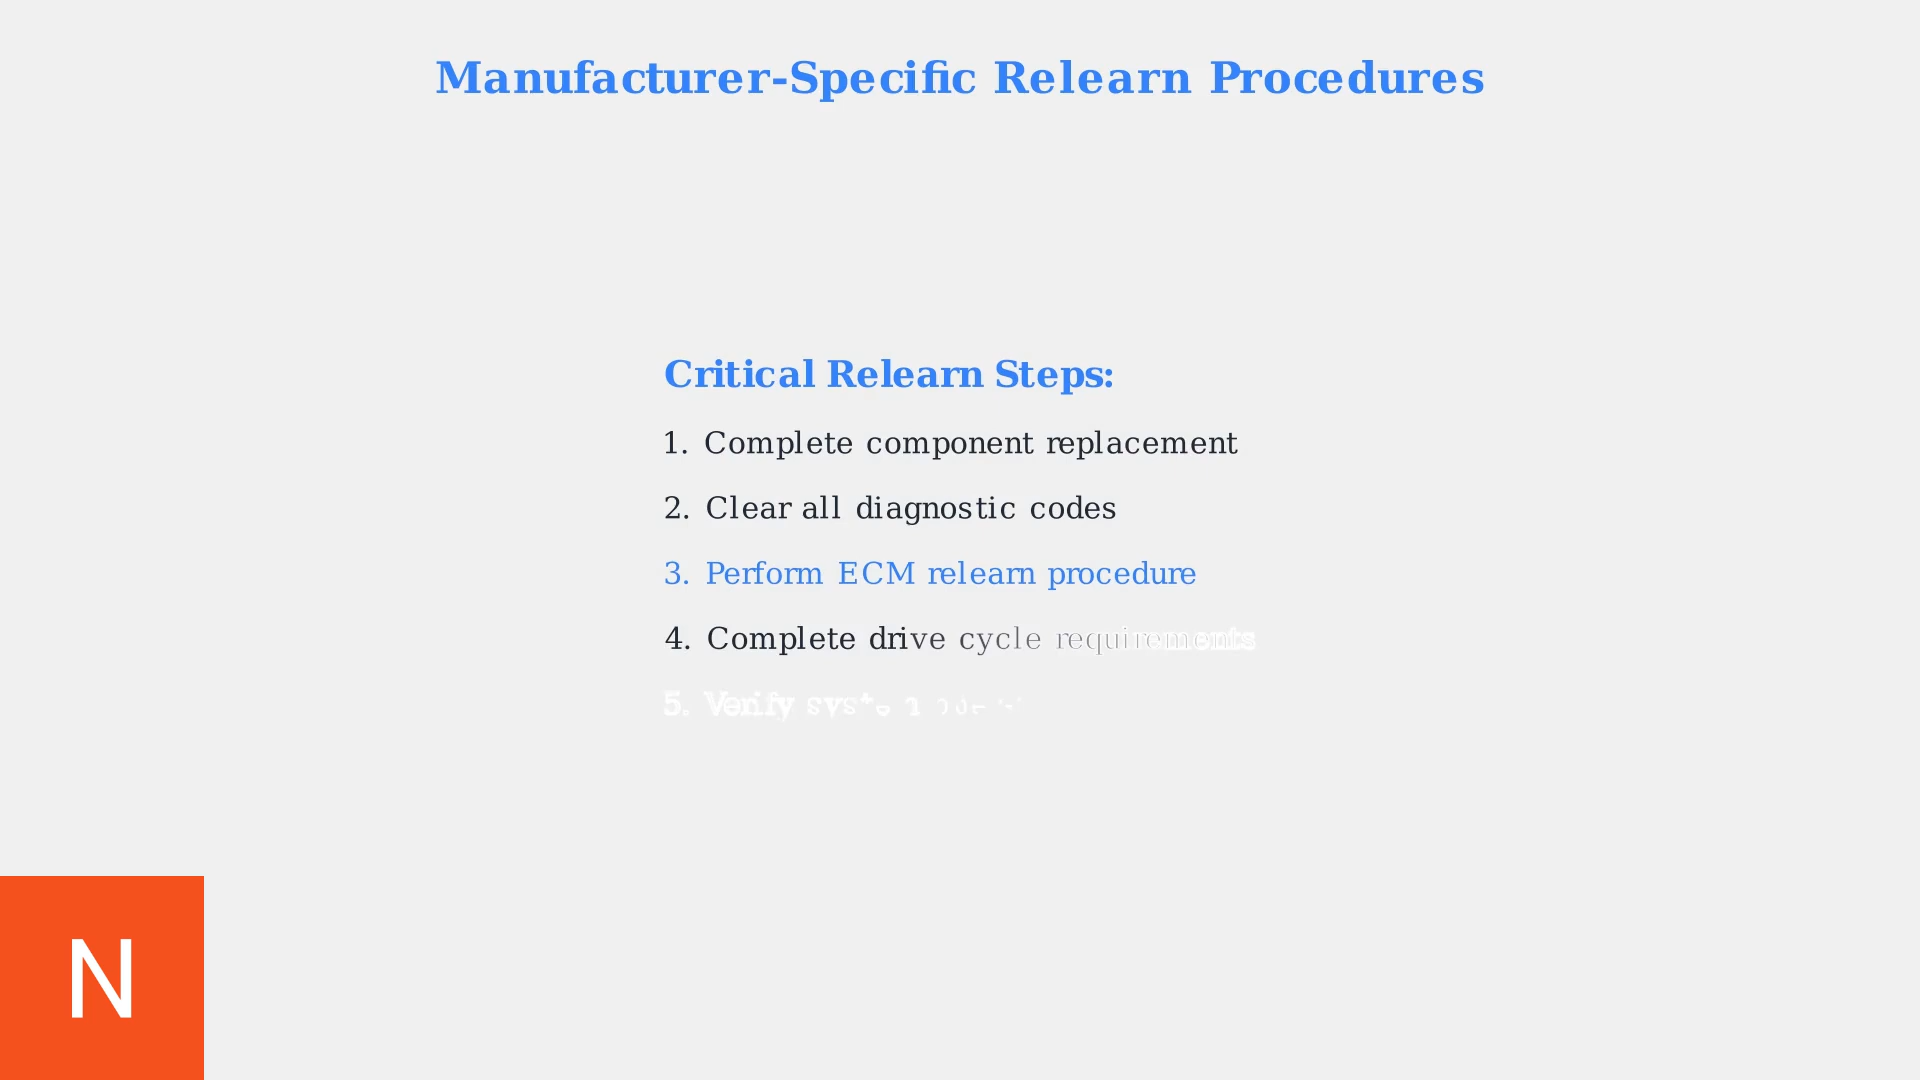 Manufacturer-Specific Relearn Procedures
Critical Relearn Steps:
1. Complete component replacement
2. Clear all diagnostic codes
3. Perform ECM relearn procedure
4. Complete drive cycle requirements
5. Verify
N